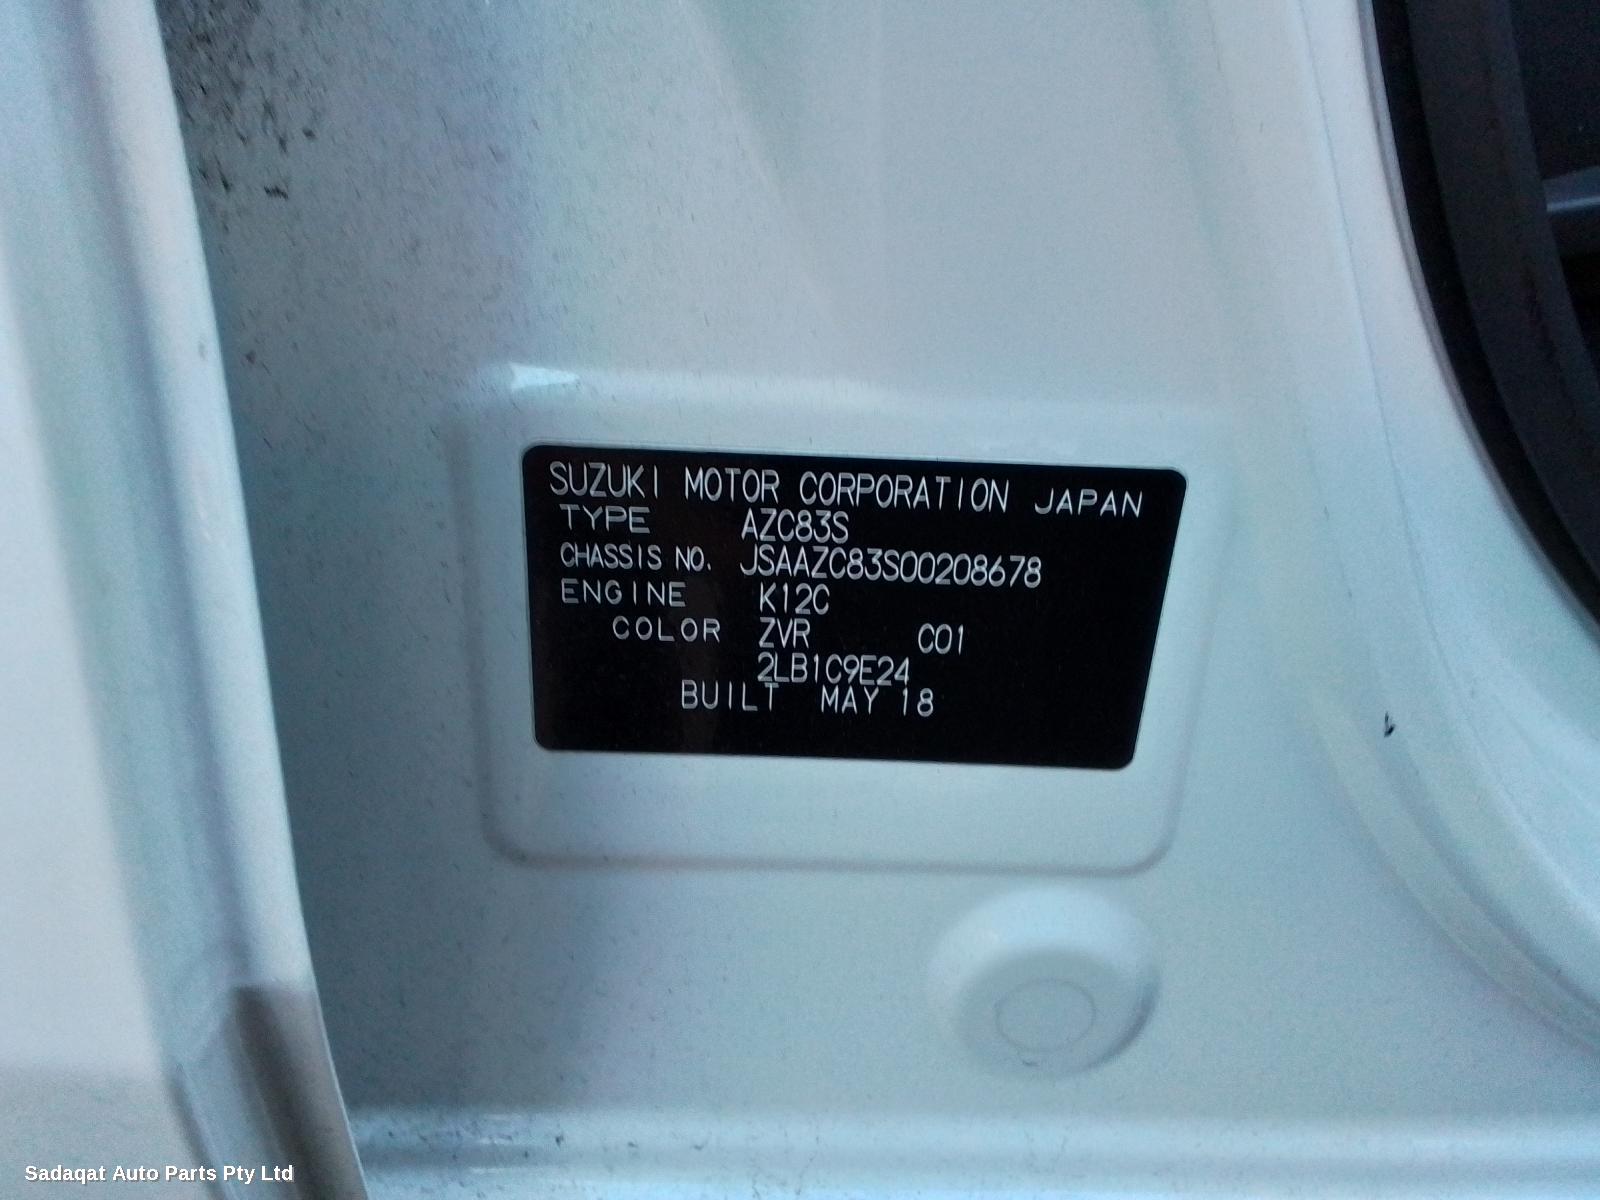 SUZUKI MOTOR CORPORATION JAPAN
TYPE AZC83S
CHASSIS NO. JSAAZC83S00208678
ENGINE K12C
COLOR ZVR C01
2LB1C9E24
BUILT MAY 18
Sadaqat Auto Parts Pty Ltd